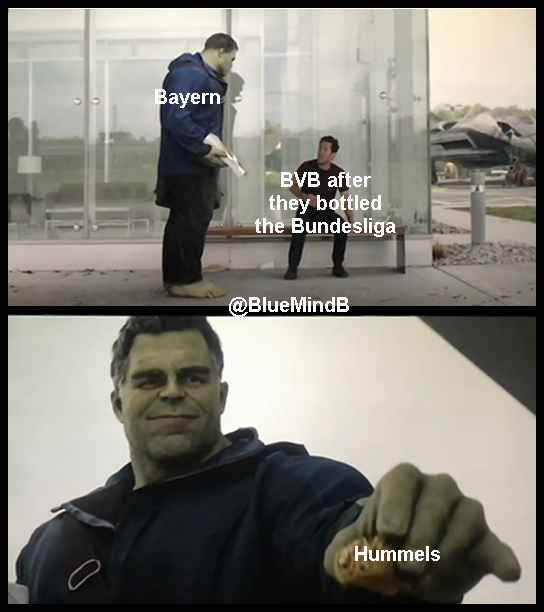 Bayern
BVB after
they bottled
the Bundesliga
@BlueMindB
Hummels